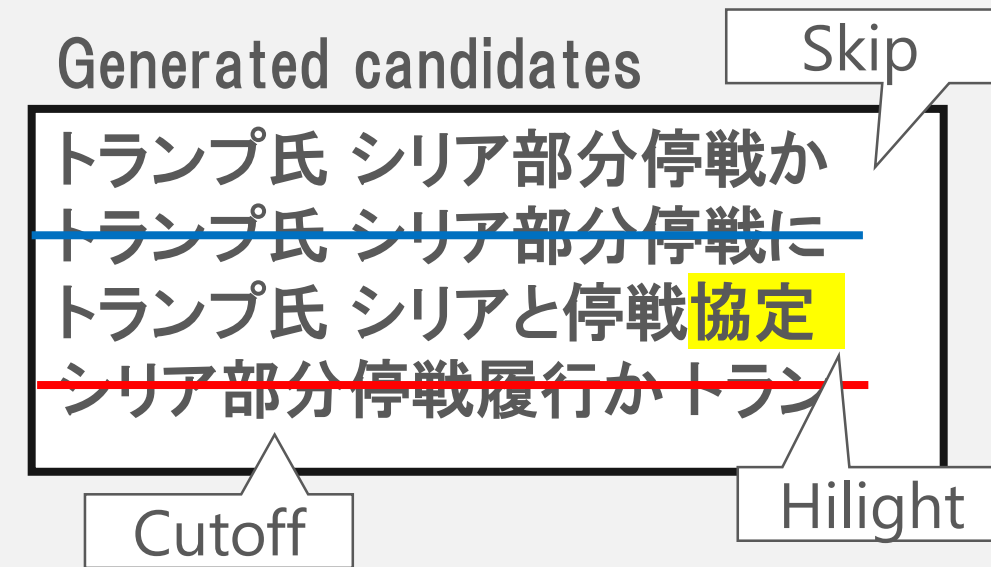 Skip
Generated candidates
トランプ氏 シリア部分停戦か
トランプ氏 シリア部分停戦に
トランプ氏 シリアと停戦協定
シリア部分停戦履行か トラン
Hilight
Cutoff